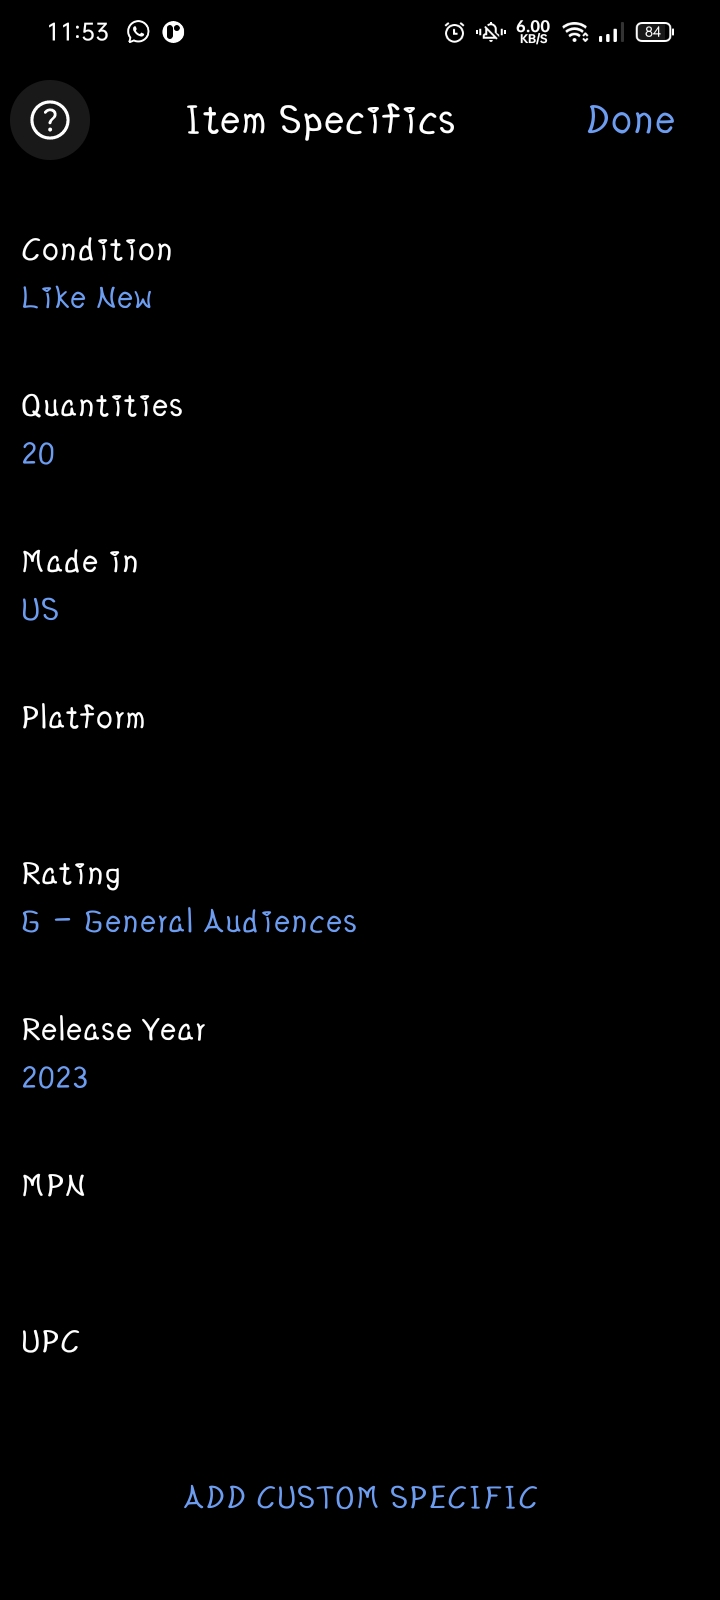 11:53 6.00 KB/S 84
Item Specifics Done
Condition
Like New
Quantities
20
Made in
US
Platform
Rating
G – General Audiences
Release Year
2023
MPN
UPC
ADD CUSTOM SPECIFIC